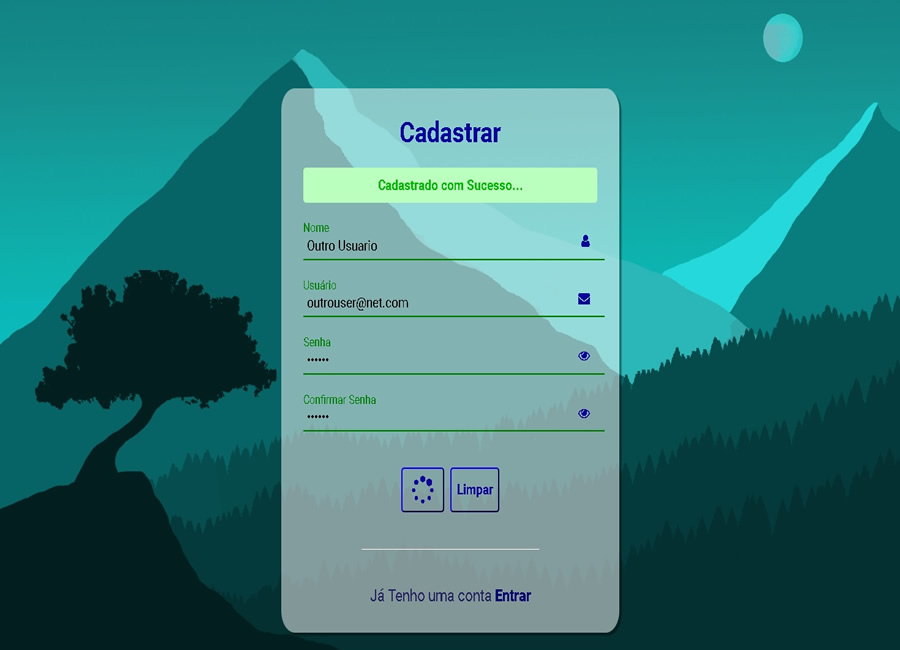 Cadastrar
Cadastrado com Sucesso...
Nome
Outro Usuario
Usuário
outrouser@net.com
Senha
••••••
Confirmar Senha
••••••
Limpar
Já Tenho uma conta Entrar